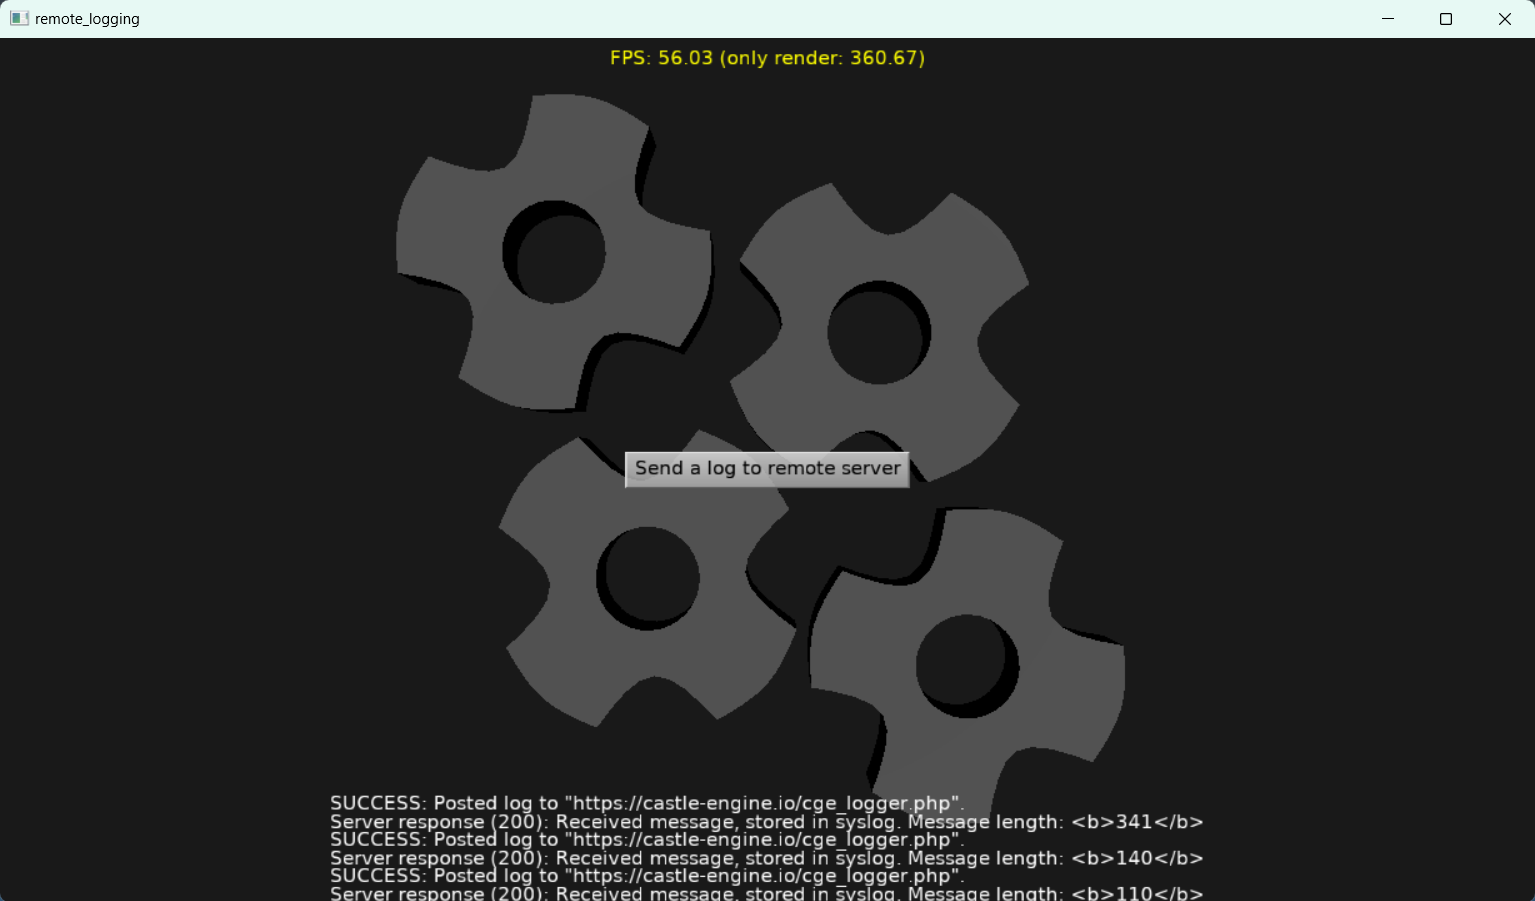 remote_logging
FPS: 56.03 (only render: 360.67)
Send a log to remote server
SUCCESS: Posted log to "https://castle-engine.io/cge_logger.php".
Server response (200): Received message, stored in syslog. Message length: <b>341</b>
SUCCESS: Posted log to "https://castle-engine.io/cge_logger.php".
Server response (200): Received message, stored in syslog. Message length: <b>140</b>
SUCCESS: Posted log to "https://castle-engine.io/cge_logger.php".
Server response (200): Received message, stored in syslog. Message length: <b>110</b>